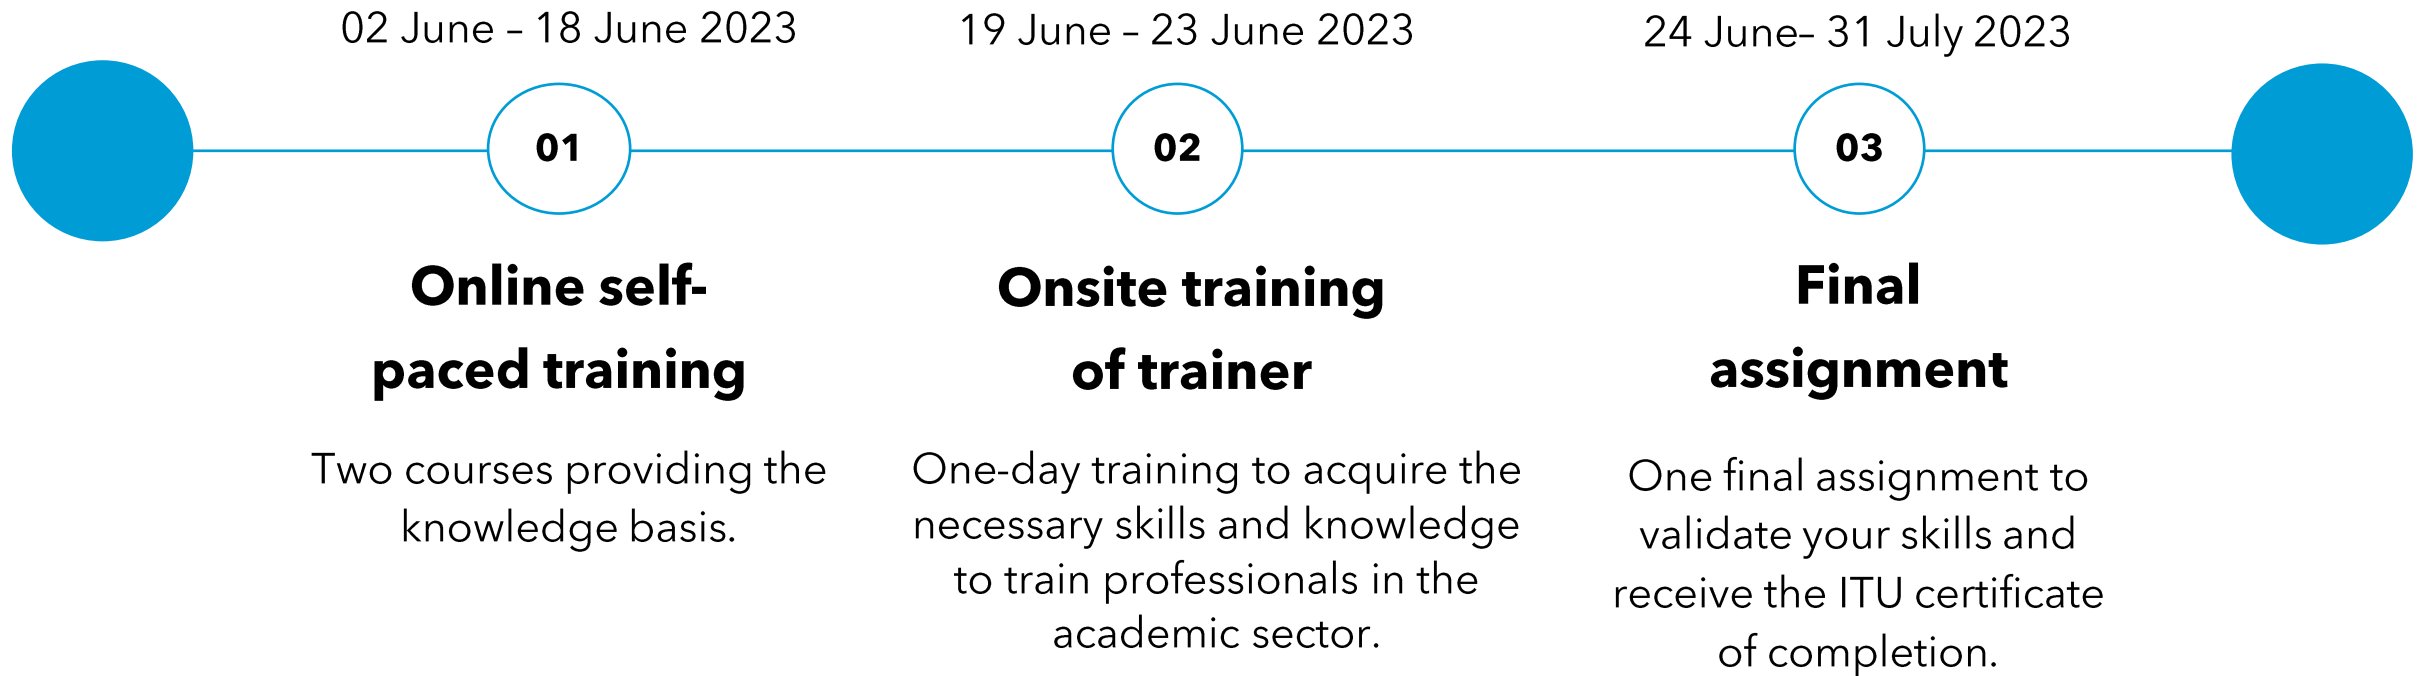 02 June – 18 June 2023
01
Online self-
paced training
Two courses providing the
knowledge basis.
19 June – 23 June 2023
02
Onsite training
of trainer
One-day training to acquire the
necessary skills and knowledge
to train professionals in the
academic sector.
24 June– 31 July 2023
03
Final
assignment
One final assignment to
validate your skills and
receive the ITU certificate
of completion.